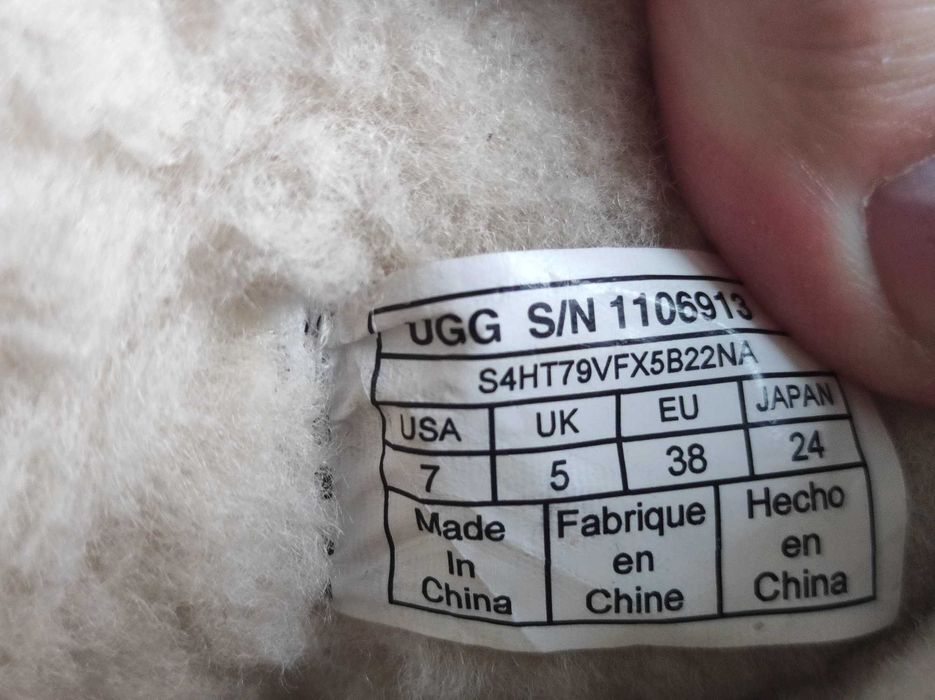 UGG S/N 1106913
S4HT79VFX5B22NA
USA UK EU JAPAN
7 5 38 24
Made In China
Fabrique en Chine
Hecho en China